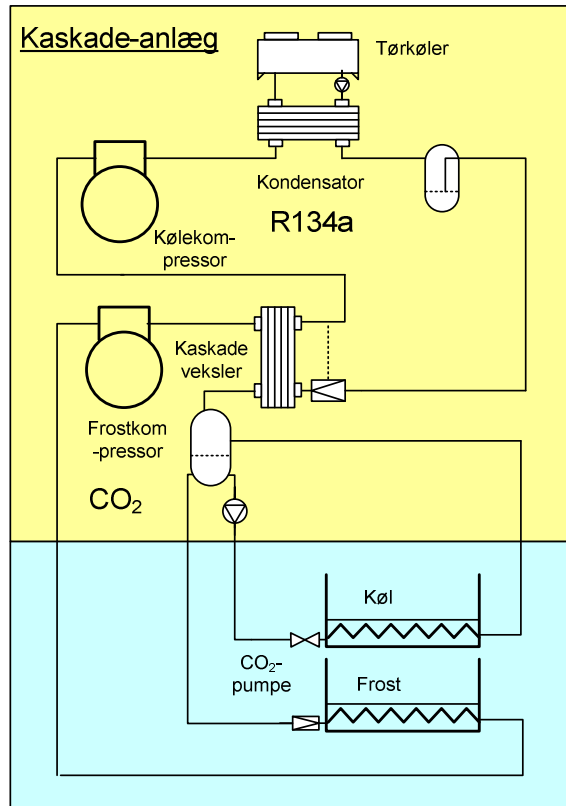 Kaskade-anlæg
Tørkøler
Kondensator
R134a
Kølekom-
pressor
Kaskade
veksler
Frostkom
-pressor
CO₂
Køl
CO₂-
pumpe
Frost